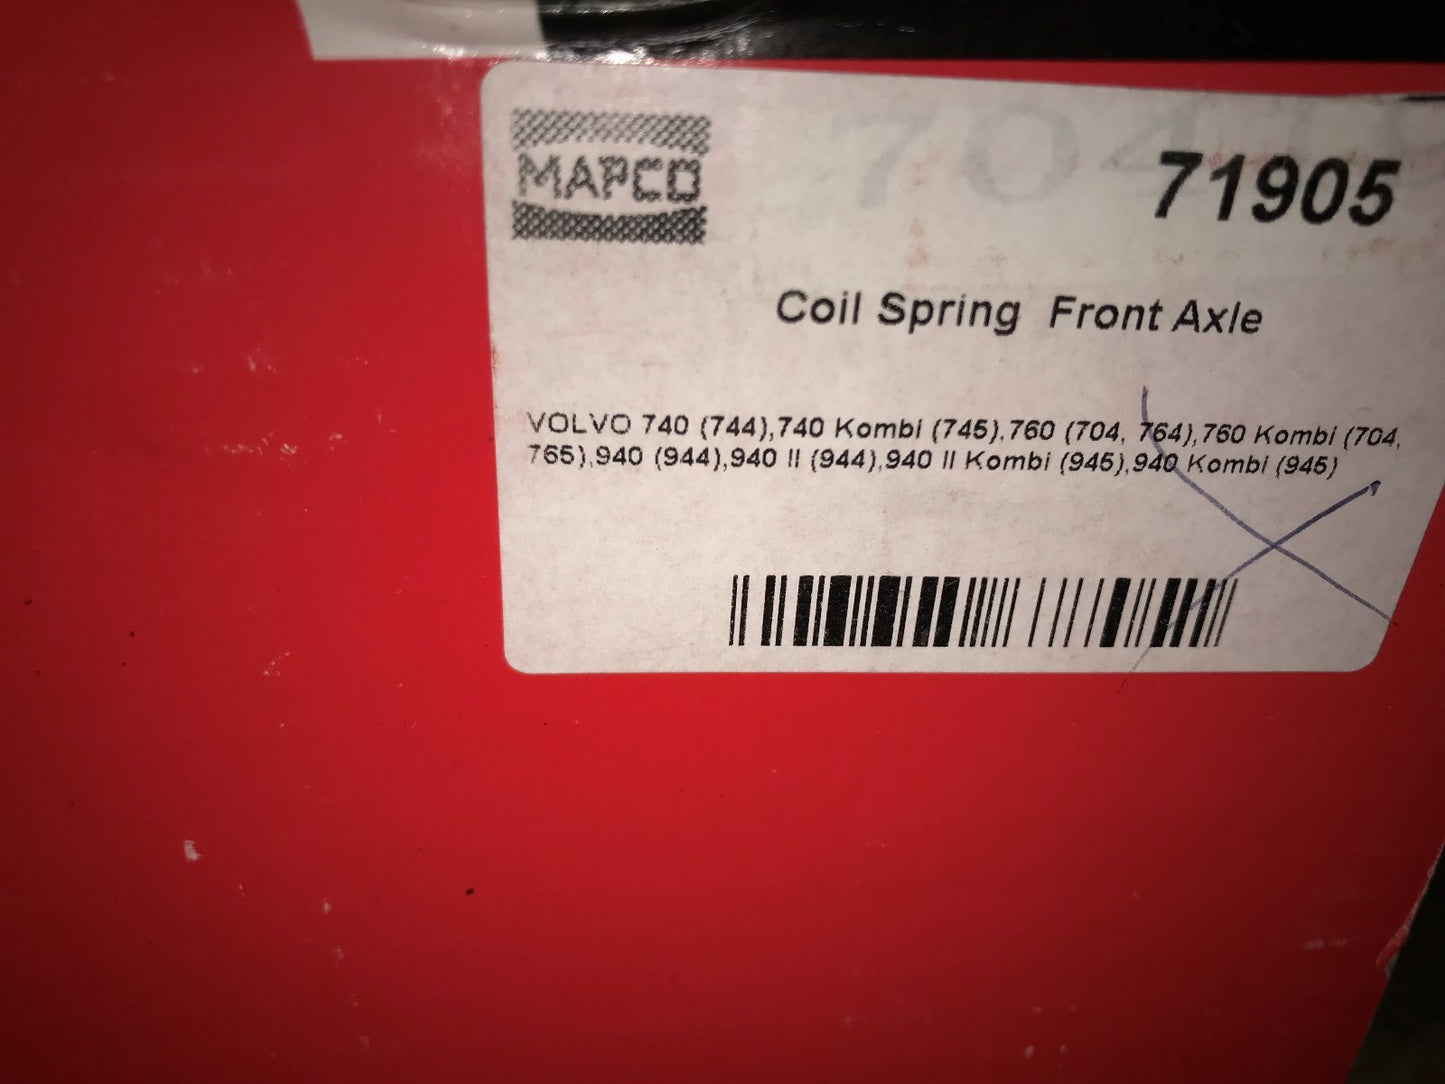 MAPCO
71905
Coil Spring Front Axle
VOLVO 740 (744),740 Kombi (745),760 (704, 764),760 Kombi (704,
765),940 (944),940 II (944),940 II Kombi (945),940 Kombi (945)